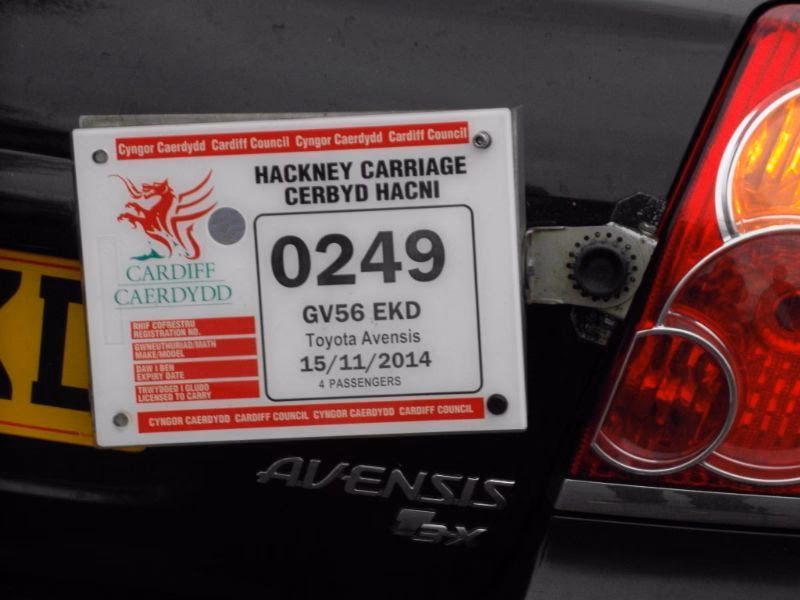 Cyngor Caerdydd Cardiff Council Cyngor Caerdydd Cardiff Council
HACKNEY CARRIAGE
CERBYD HACNI
CARDIFF
CAERDYDD
0249
GV56 EKD
Toyota Avensis
15/11/2014
4 PASSENGERS
RHIF COFRESTRU
REGISTRATION NO.
GWNEUTHURIAD/MATH
MAKE/MODEL
DAW I BEN
EXPIRY DATE
TRWYDDED I GLUDO
LICENSED TO CARRY
CYNGOR CAERDYDD CARDIFF COUNCIL CYNGOR CAERDYDD CARDIFF COUNCIL
KD
AVENSIS
T3-X